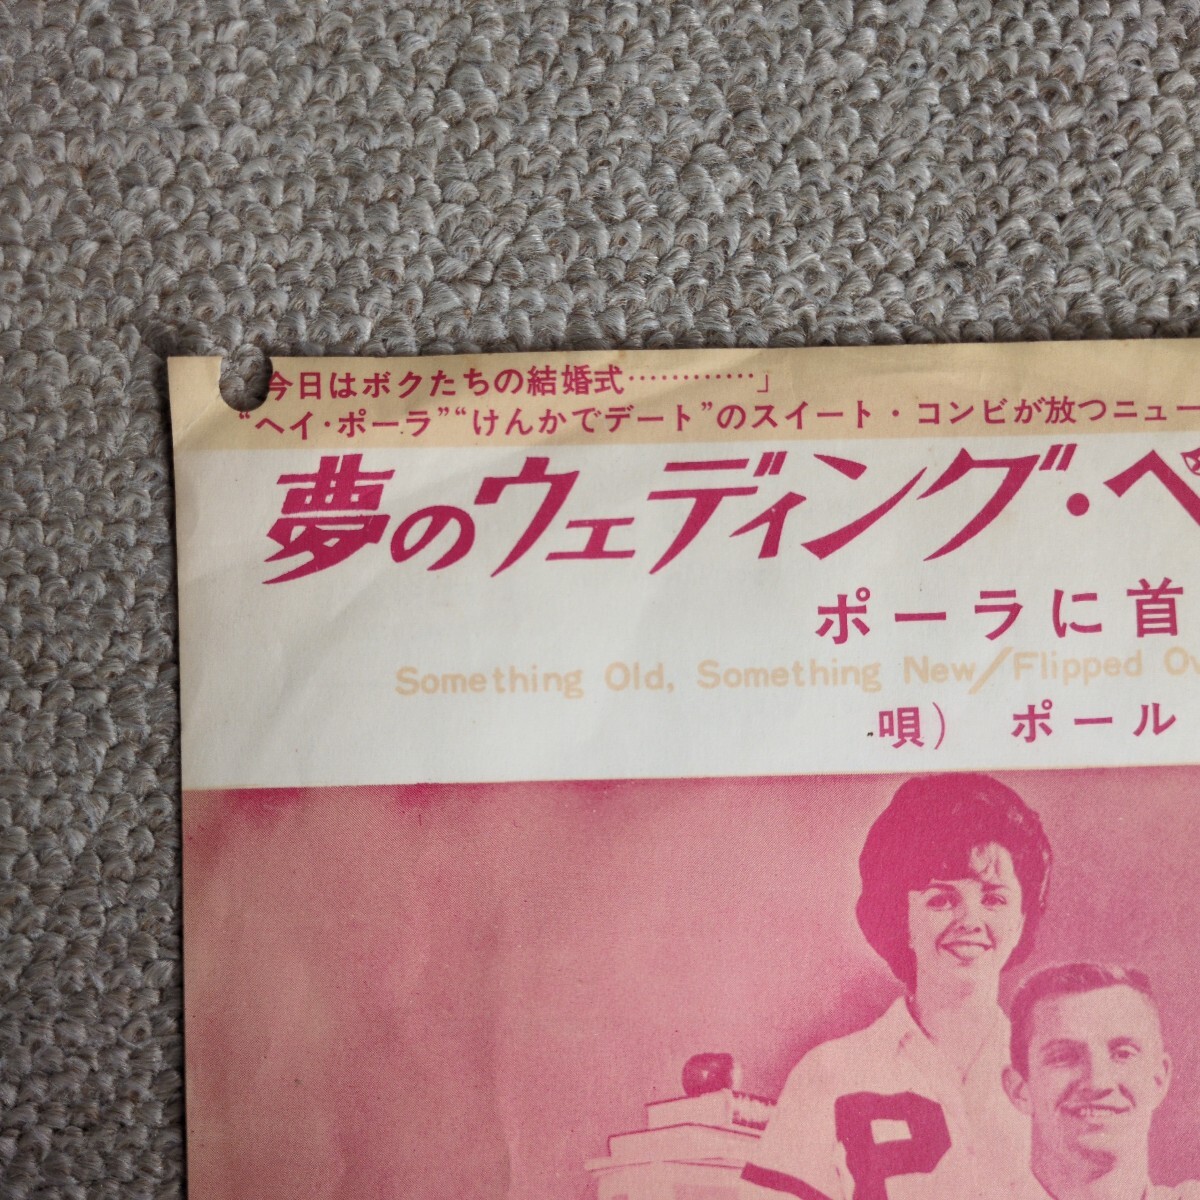 今日はボクたちの結婚式…………」
“ヘイ・ポーラ”“けんかでデート”のスイート・コンビが放つニュー
夢のウェディング・ベ
ポーラに首
Something Old, Something New/Flipped Ov
唄） ポール
P